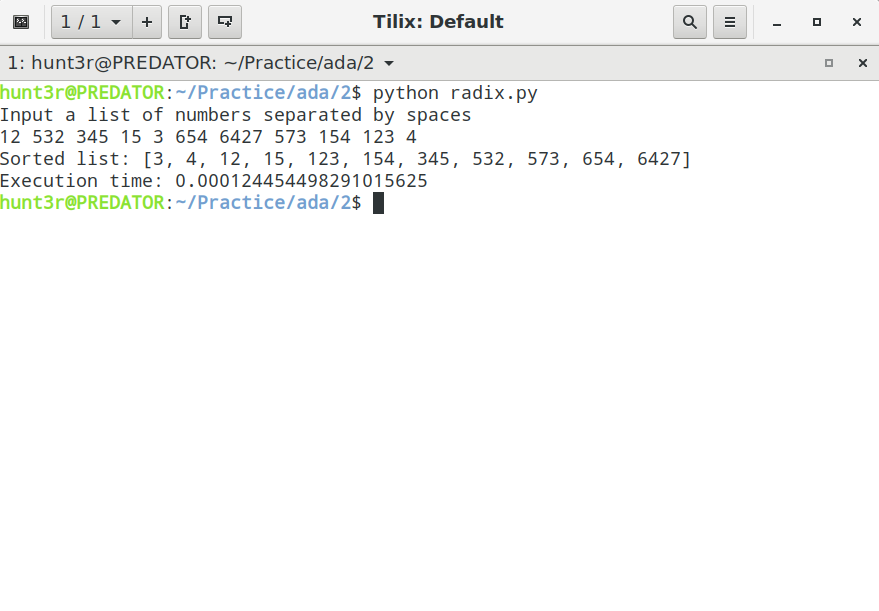 1 / 1
Tilix: Default
1: hunt3r@PREDATOR: ~/Practice/ada/2
hunt3r@PREDATOR:~/Practice/ada/2$ python radix.py
Input a list of numbers separated by spaces
12 532 345 15 3 654 6427 573 154 123 4
Sorted list: [3, 4, 12, 15, 123, 154, 345, 532, 573, 654, 6427]
Execution time: 0.000124454498291015625
hunt3r@PREDATOR:~/Practice/ada/2$